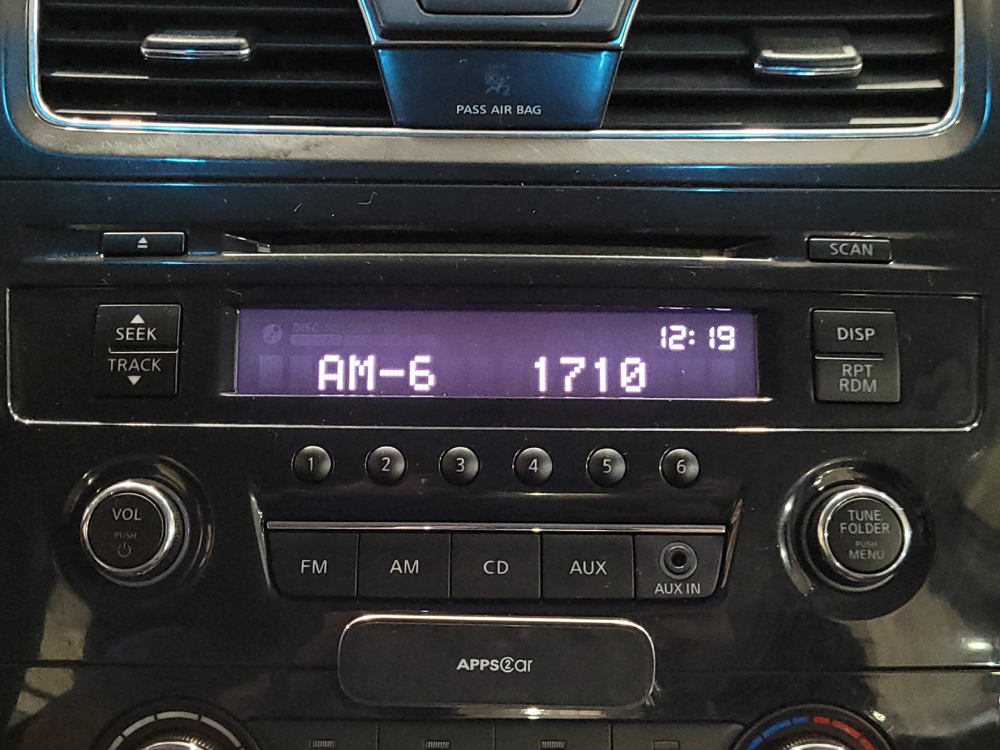 PASS AIR BAG
SCAN
SEEK
TRACK
DISC
12:19
AM-6 1710
DISP
RPT
RDM
1 2 3 4 5 6
VOL
PUSH
TUNE
FOLDER
PUSH
MENU
FM AM CD AUX
AUX IN
APPS2Car